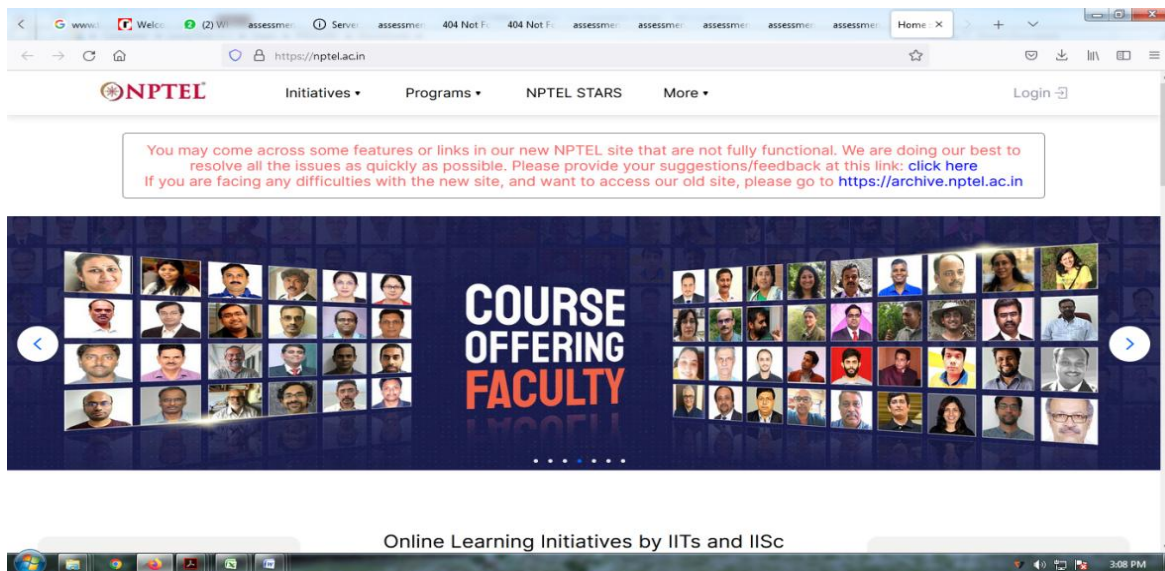 www.
Welco
(2) W
assessmen
Server
assessmen
404 Not Fo
404 Not Fo
assessmen
assessmen
assessmen
assessmen
assessmen
Home
https://nptel.ac.in
NPTEL
Initiatives
Programs
NPTEL STARS
More
Login
You may come across some features or links in our new NPTEL site that are not fully functional. We are doing our best to
resolve all the issues as quickly as possible. Please provide your suggestions/feedback at this link: click here
If you are facing any difficulties with the new site, and want to access our old site, please go to https://archive.nptel.ac.in
COURSE
OFFERING
FACULTY
Online Learning Initiatives by IITs and IISc
3:08 PM